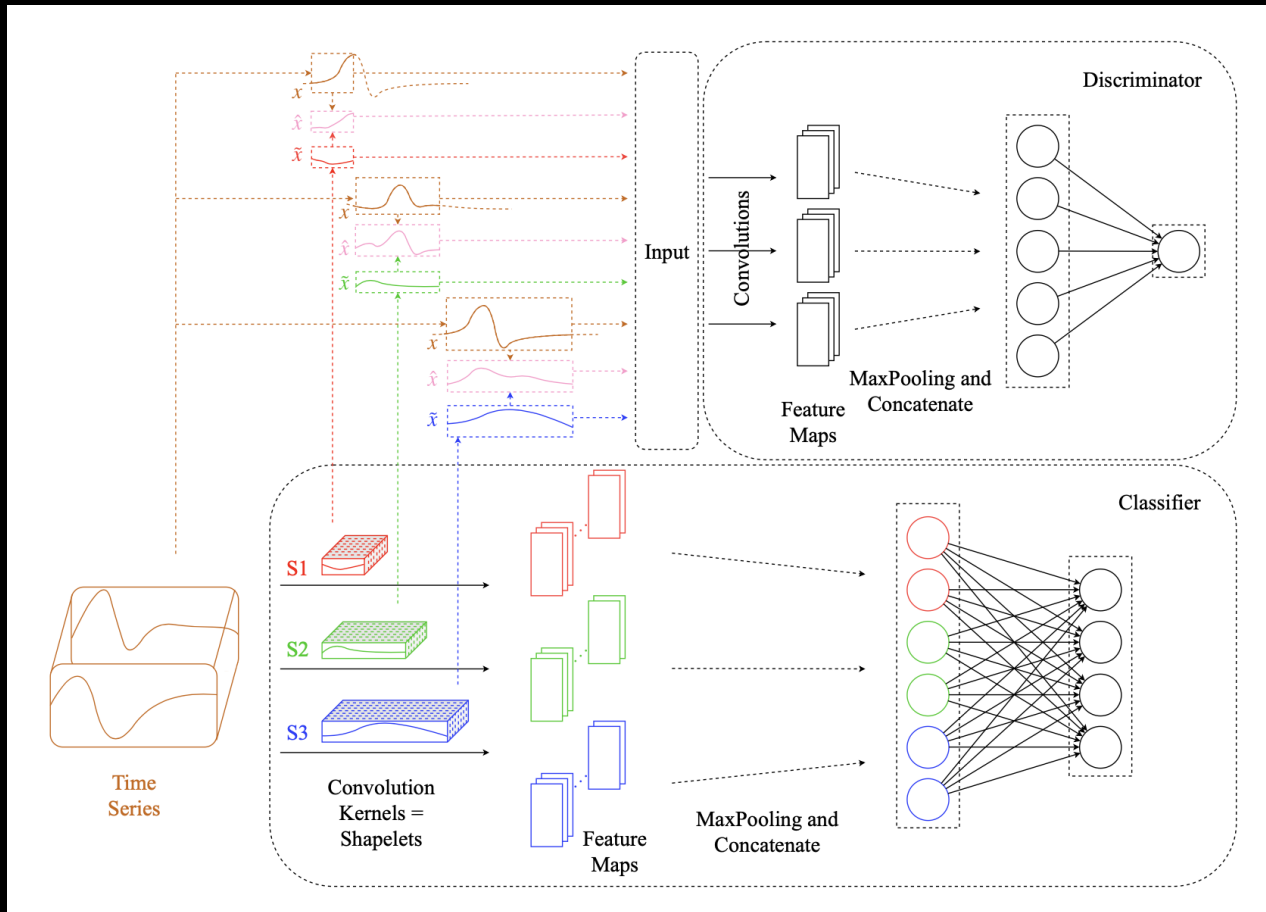 Discriminator
x
x̂
x̃
x
x̂
x̃
x
x̂
x̃
Input
Convolutions
MaxPooling and
Concatenate
Feature
Maps
Classifier
S1
S2
S3
Time
Series
Convolution
Kernels =
Shapelets
Feature
Maps
MaxPooling and
Concatenate